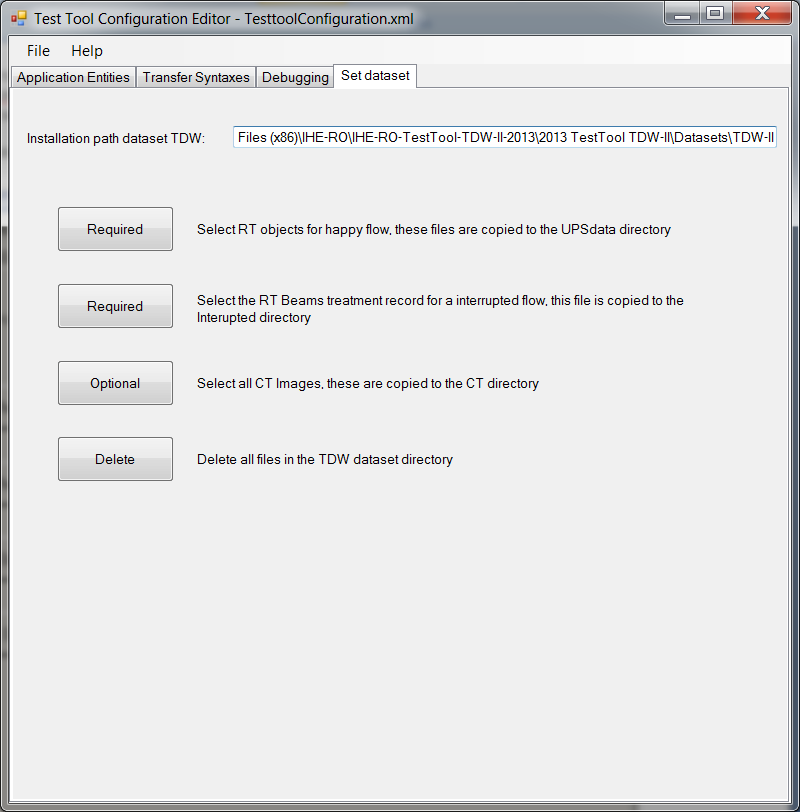 Test Tool Configuration Editor - TesttoolConfiguration.xml
File Help
Application Entities Transfer Syntaxes Debugging Set dataset
Installation path dataset TDW: Files (x86)\IHE-RO\IHE-RO-TestTool-TDW-II-2013\2013 TestTool TDW-II\Datasets\TDW-II
Required Select RT objects for happy flow, these files are copied to the UPSdata directory
Required Select the RT Beams treatment record for a interrupted flow, this file is copied to the
Interupted directory
Optional Select all CT Images, these are copied to the CT directory
Delete Delete all files in the TDW dataset directory